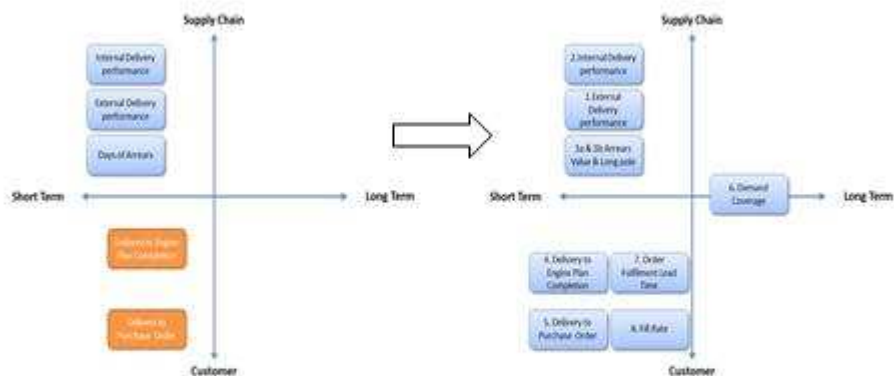 Supply Chain
Internal Delivery
performance
External Delivery
performance
Days of Arrears
Short Term
Long Term
Delivery to Engine
Plan Completion
Delivery to
Purchase Order
Customer
Supply Chain
2.Internal Delivery
performance
1.External
Delivery
performance
3a & 3b Arrears
Value & Long pole
6. Demand
Coverage
Short Term
Long Term
4. Delivery to
Engine Plan
Completion
7. Order
Fulfilment Lead
Time
5. Delivery to
Purchase Order
8. Fill Rate
Customer